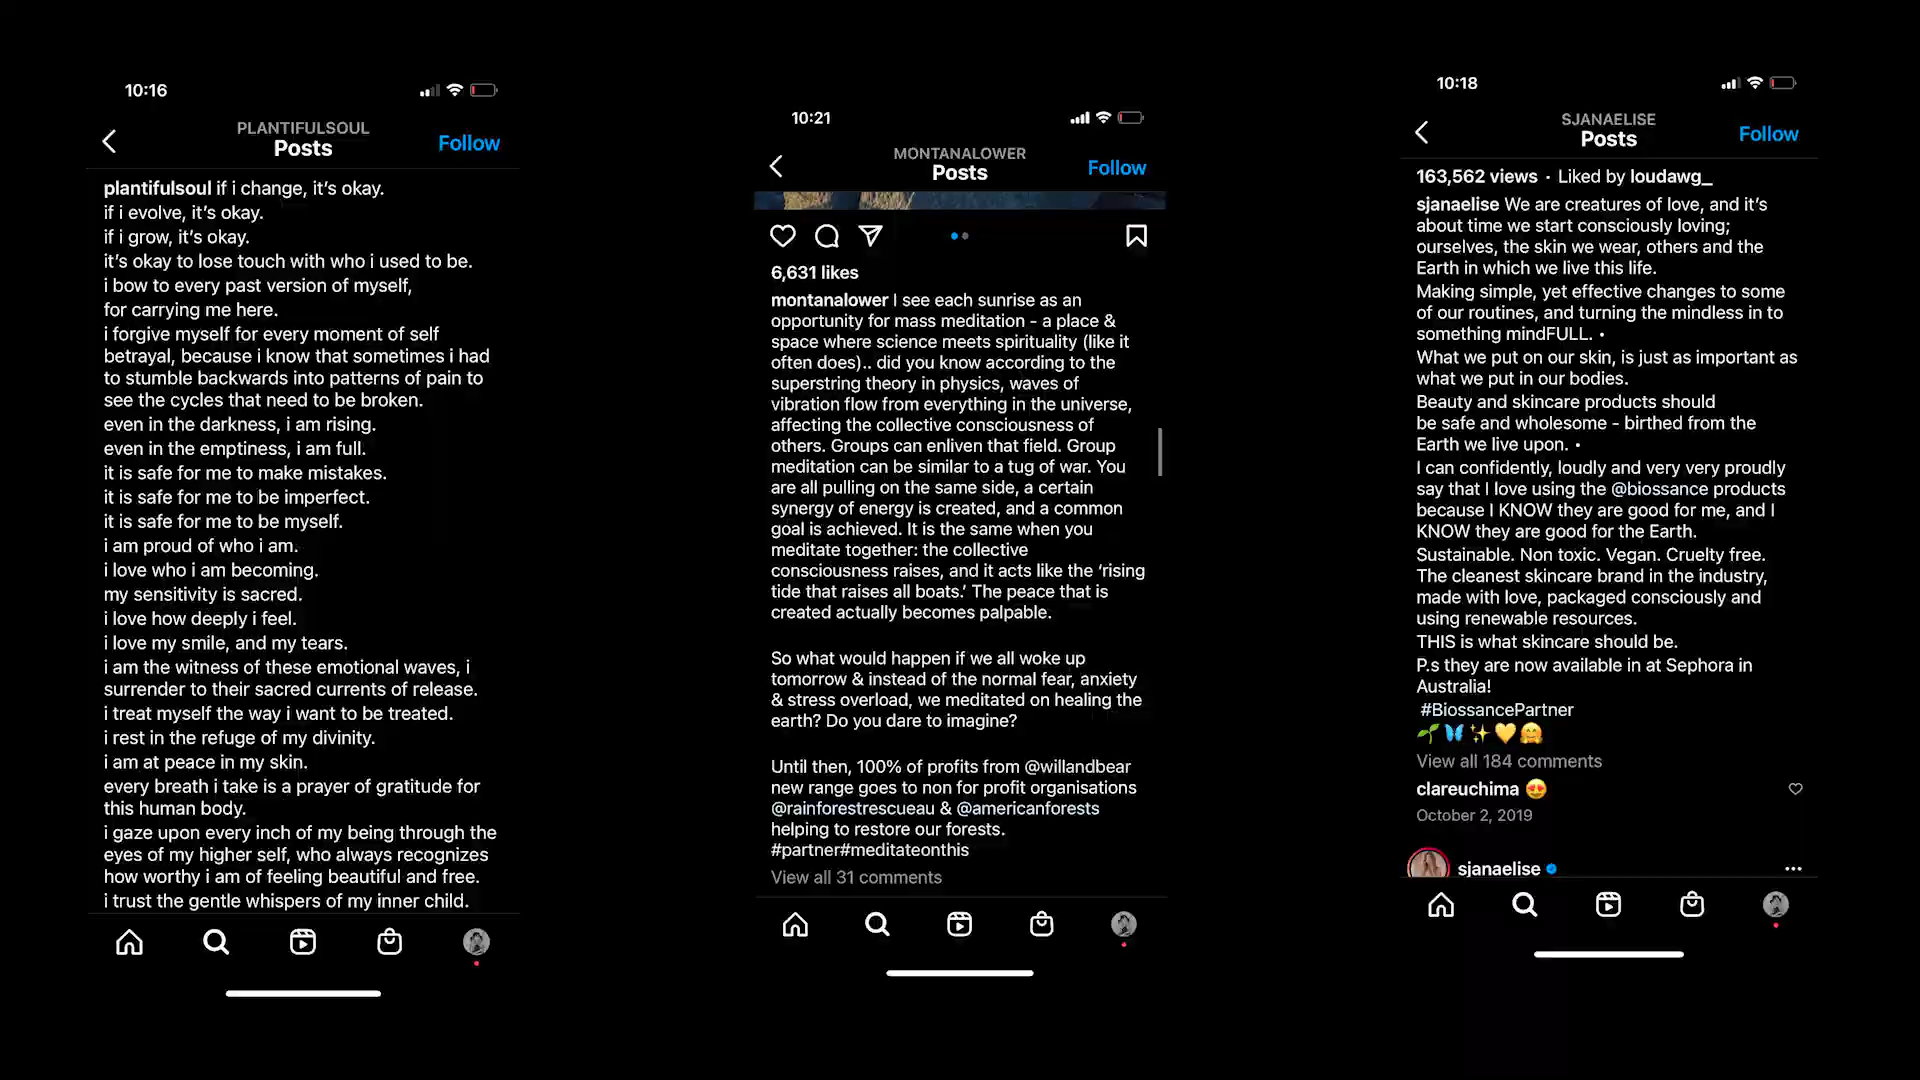 10:16
PLANTIFULSOUL
Posts
Follow
plantifulsoul if i change, it’s okay.
if i evolve, it’s okay.
if i grow, it’s okay.
it’s okay to lose touch with who i used to be.
i bow to every past version of myself,
for carrying me here.
i forgive myself for every moment of self
betrayal, because i know that sometimes i had
to stumble backwards into patterns of pain to
see the cycles that need to be broken.
even in the darkness, i am rising.
even in the emptiness, i am full.
it is safe for me to make mistakes.
it is safe for me to be imperfect.
it is safe for me to be myself.
i am proud of who i am.
i love who i am becoming.
my sensitivity is sacred.
i love how deeply i feel.
i love my smile, and my tears.
i am the witness of these emotional waves, i
surrender to their sacred currents of release.
i treat myself the way i want to be treated.
i rest in the refuge of my divinity.
i am at peace in my skin.
every breath i take is a prayer of gratitude for
this human body.
i gaze upon every inch of my being through the
eyes of my higher self, who always recognizes
how worthy i am of feeling beautiful and free.
i trust the gentle whispers of my inner child.
10:21
MONTANALOWER
Posts
Follow
6,631 likes
montanalower I see each sunrise as an
opportunity for mass meditation - a place &
space where science meets spirituality (like it
often does).. did you know according to the
superstring theory in physics, waves of
vibration flow from everything in the universe,
affecting the collective consciousness of
others. Groups can enliven that field. Group
meditation can be similar to a tug of war. You
are all pulling on the same side, a certain
synergy of energy is created, and a common
goal is achieved. It is the same when you
meditate together: the collective
consciousness raises, and it acts like the ‘rising
tide that raises all boats.’ The peace that is
created actually becomes palpable.
So what would happen if we all woke up
tomorrow & instead of the normal fear, anxiety
& stress overload, we meditated on healing the
earth? Do you dare to imagine?
Until then, 100% of profits from @willandbear
new range goes to non for profit organisations
@rainforestrescueau & @americanforests
helping to restore our forests.
#partner#meditateonthis
View all 31 comments
10:18
SJANAELISE
Posts
Follow
163,562 views · Liked by loudawg_
sjanaelise We are creatures of love, and it’s
about time we start consciously loving;
ourselves, the skin we wear, others and the
Earth in which we live this life.
Making simple, yet effective changes to some
of our routines, and turning the mindless in to
something mindFULL. •
What we put on our skin, is just as important as
what we put in our bodies.
Beauty and skincare products should
be safe and wholesome - birthed from the
Earth we live upon. •
I can confidently, loudly and very very proudly
say that I love using the @biossance products
because I KNOW they are good for me, and I
KNOW they are good for the Earth.
Sustainable. Non toxic. Vegan. Cruelty free.
The cleanest skincare brand in the industry,
made with love, packaged consciously and
using renewable resources.
THIS is what skincare should be.
P.s they are now available in at Sephora in
Australia!
#BiossancePartner
🌱🦋✨💛🤗
View all 184 comments
clareuchima 😍
October 2, 2019
sjanaelise